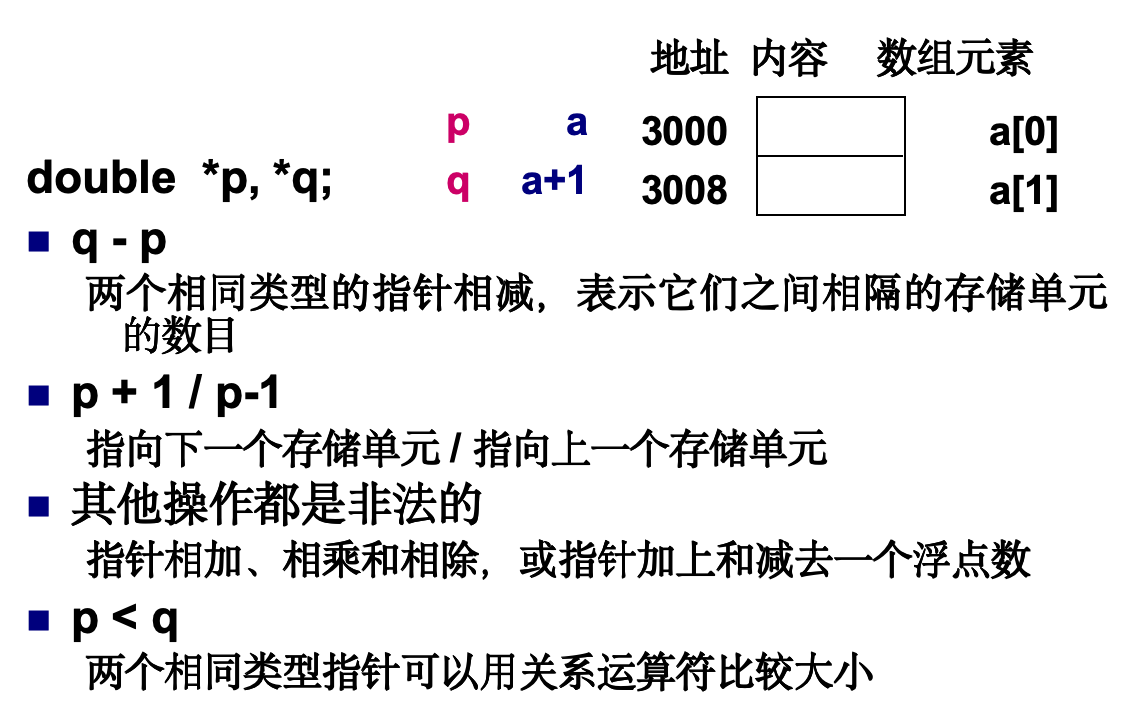 地址 内容 数组元素
p a 3000 a[0]
double *p, *q; q a+1 3008 a[1]
■ q - p
两个相同类型的指针相减，表示它们之间相隔的存储单元
的数目
■ p + 1 / p-1
指向下一个存储单元 / 指向上一个存储单元
■ 其他操作都是非法的
指针相加、相乘和相除，或指针加上和减去一个浮点数
■ p < q
两个相同类型指针可以用关系运算符比较大小